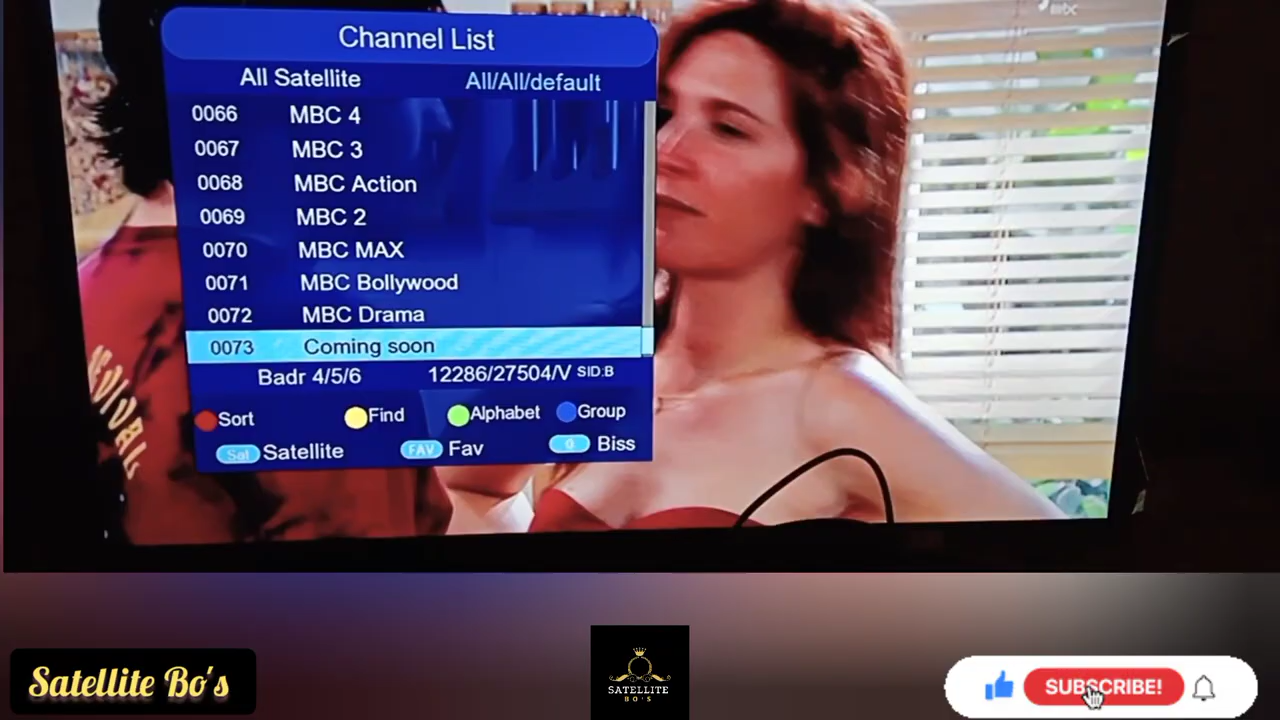 Channel List
All Satellite All/All/default
0066 MBC 4
0067 MBC 3
0068 MBC Action
0069 MBC 2
0070 MBC MAX
0071 MBC Bollywood
0072 MBC Drama
0073 Coming soon
Badr 4/5/6 12286/27504/V SID:B
Sort Find Alphabet Group
Sat Satellite FAV Fav 0 Biss
Satellite Bo's
SATELLITE
BO'S
SUBSCRIBE!